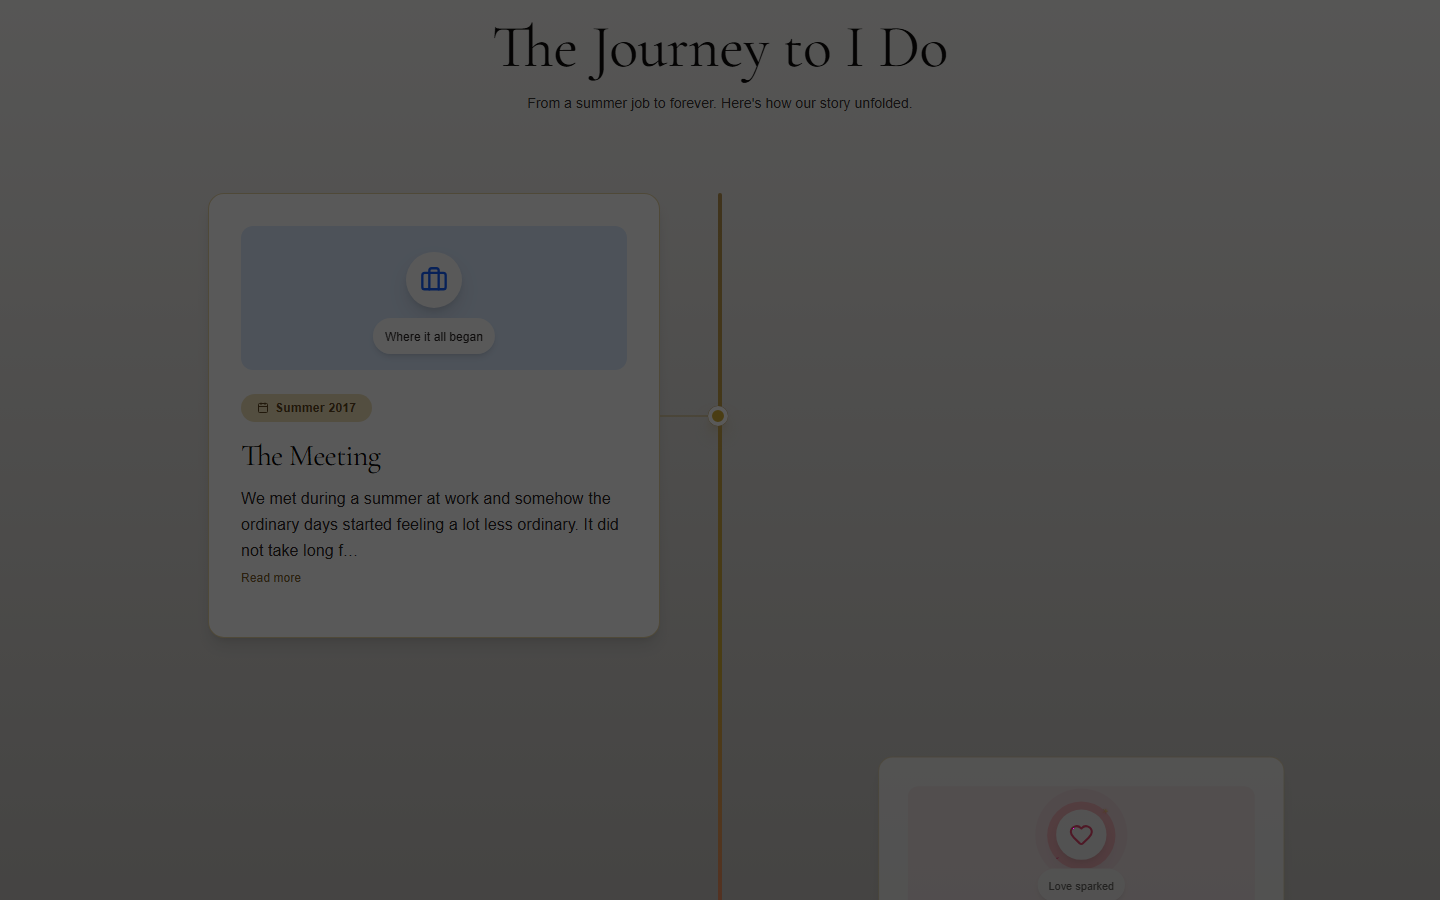 The Journey to I Do
From a summer job to forever. Here's how our story unfolded.
Where it all began
Summer 2017
The Meeting
We met during a summer at work and somehow the
ordinary days started feeling a lot less ordinary. It did
not take long f...
Read more
Love sparked